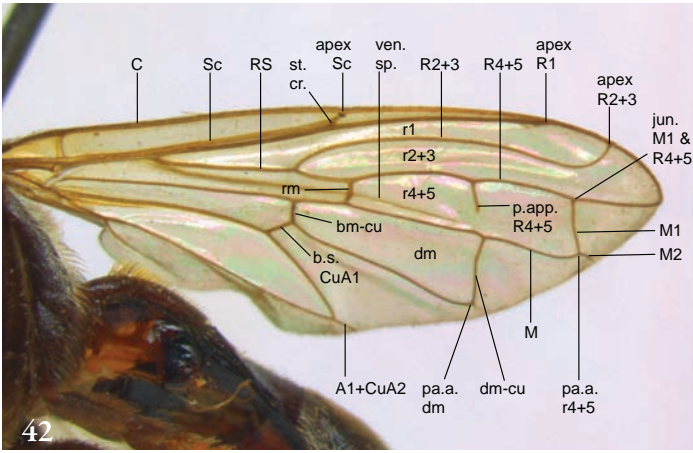 apex
ven.
apex
C
Sc
RS
st.
Sc
sp.
R2+3
R4+5
R1
apex
cr.
R2+3
jun.
M1 &
R4+5
r1
r2+3
rm
r4+5
p.app.
R4+5
bm-cu
M1
dm
b.s.
CuA1
M2
M
A1+CuA2
pa.a.
dm
dm-cu
pa.a.
r4+5
42